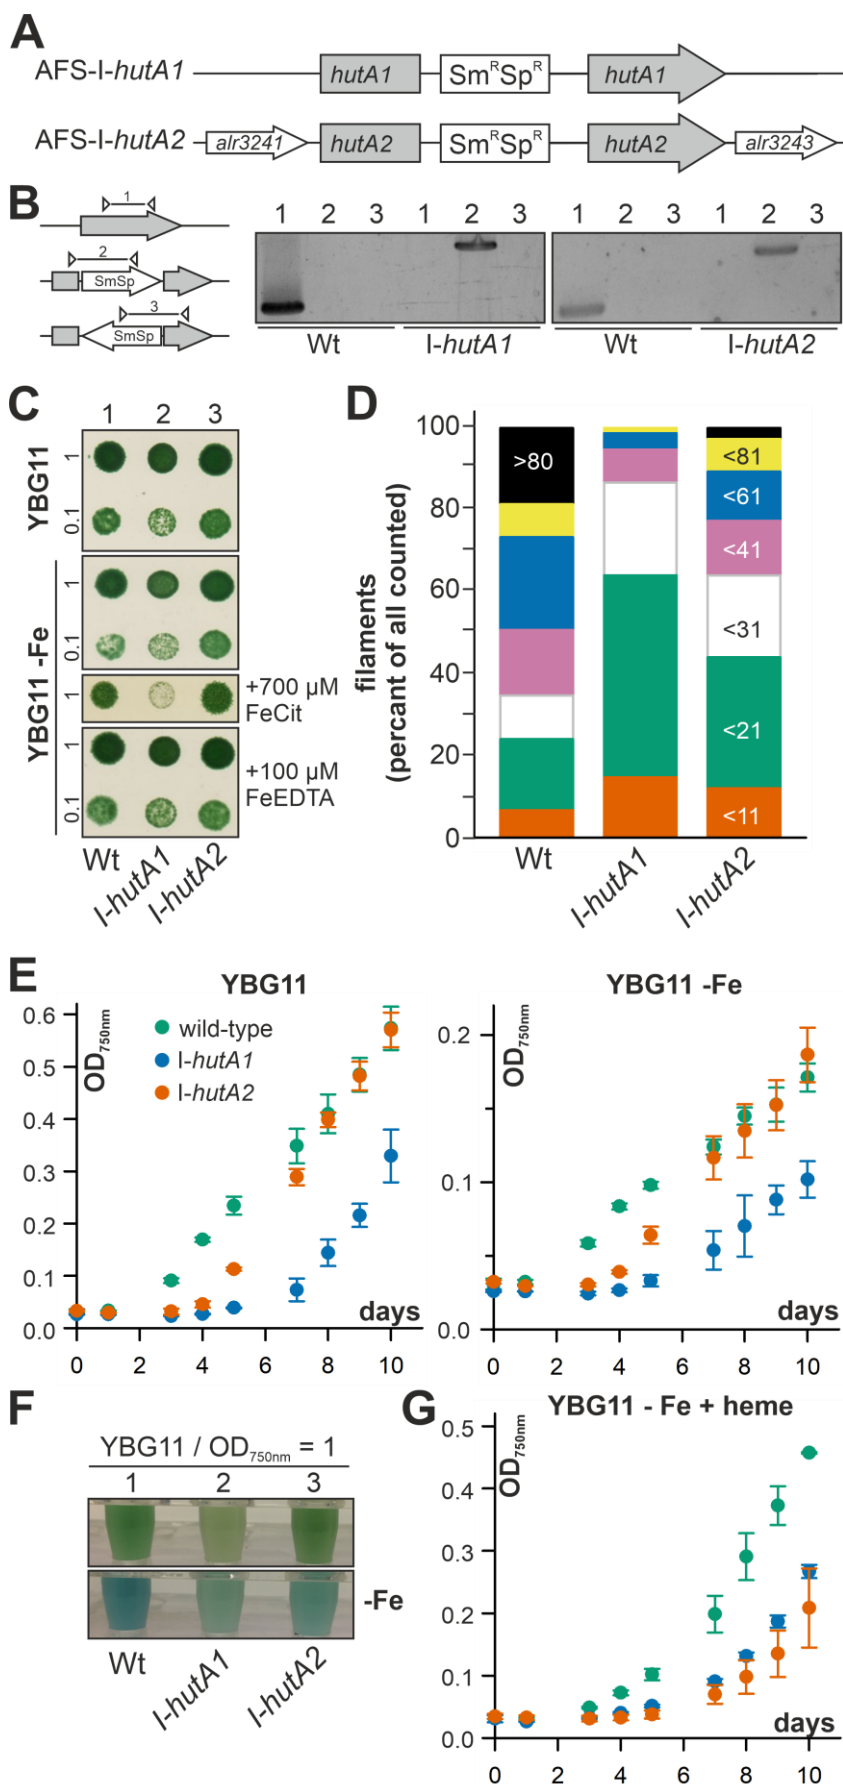 A
AFS-I-hutA1
hutA1
SmRSpR
hutA1
AFS-I-hutA2
alr3241
hutA2
SmRSpR
hutA2
alr3243
B
1
2
SmSp
3
SmSp
1 2 3 1 2 3 1 2 3 1 2 3
Wt I-hutA1 Wt I-hutA2
C
1 2 3
YBG11
1
0.1
YBG11 -Fe
1
0.1
1
+700 µM
FeCit
1
0.1
+100 µM
FeEDTA
Wt
I-hutA1
I-hutA2
D
filaments
(percent of all counted)
100
80
60
40
20
0
>80
<81
<61
<41
<31
<21
<11
Wt
I-hutA1
I-hutA2
E
YBG11
OD750nm
0.6
0.5
0.4
0.3
0.2
0.1
0.0
wild-type
I-hutA1
I-hutA2
days
0 2 4 6 8 10
YBG11 -Fe
OD750nm
0.2
0.1
0.0
days
0 2 4 6 8 10
F
YBG11 / OD750nm = 1
1 2 3
-Fe
Wt
I-hutA1
I-hutA2
G
YBG11 - Fe + heme
OD750nm
0.5
0.4
0.3
0.2
0.1
0.0
days
0 2 4 6 8 10